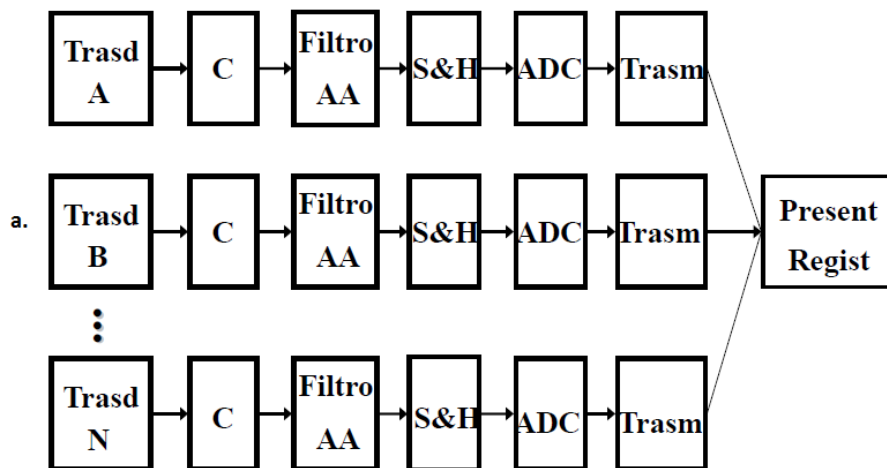 Trasd
A
C
Filtro
AA
S&H
ADC
Trasm
a.
Trasd
B
C
Filtro
AA
S&H
ADC
Trasm
Present
Regist
Trasd
N
C
Filtro
AA
S&H
ADC
Trasm